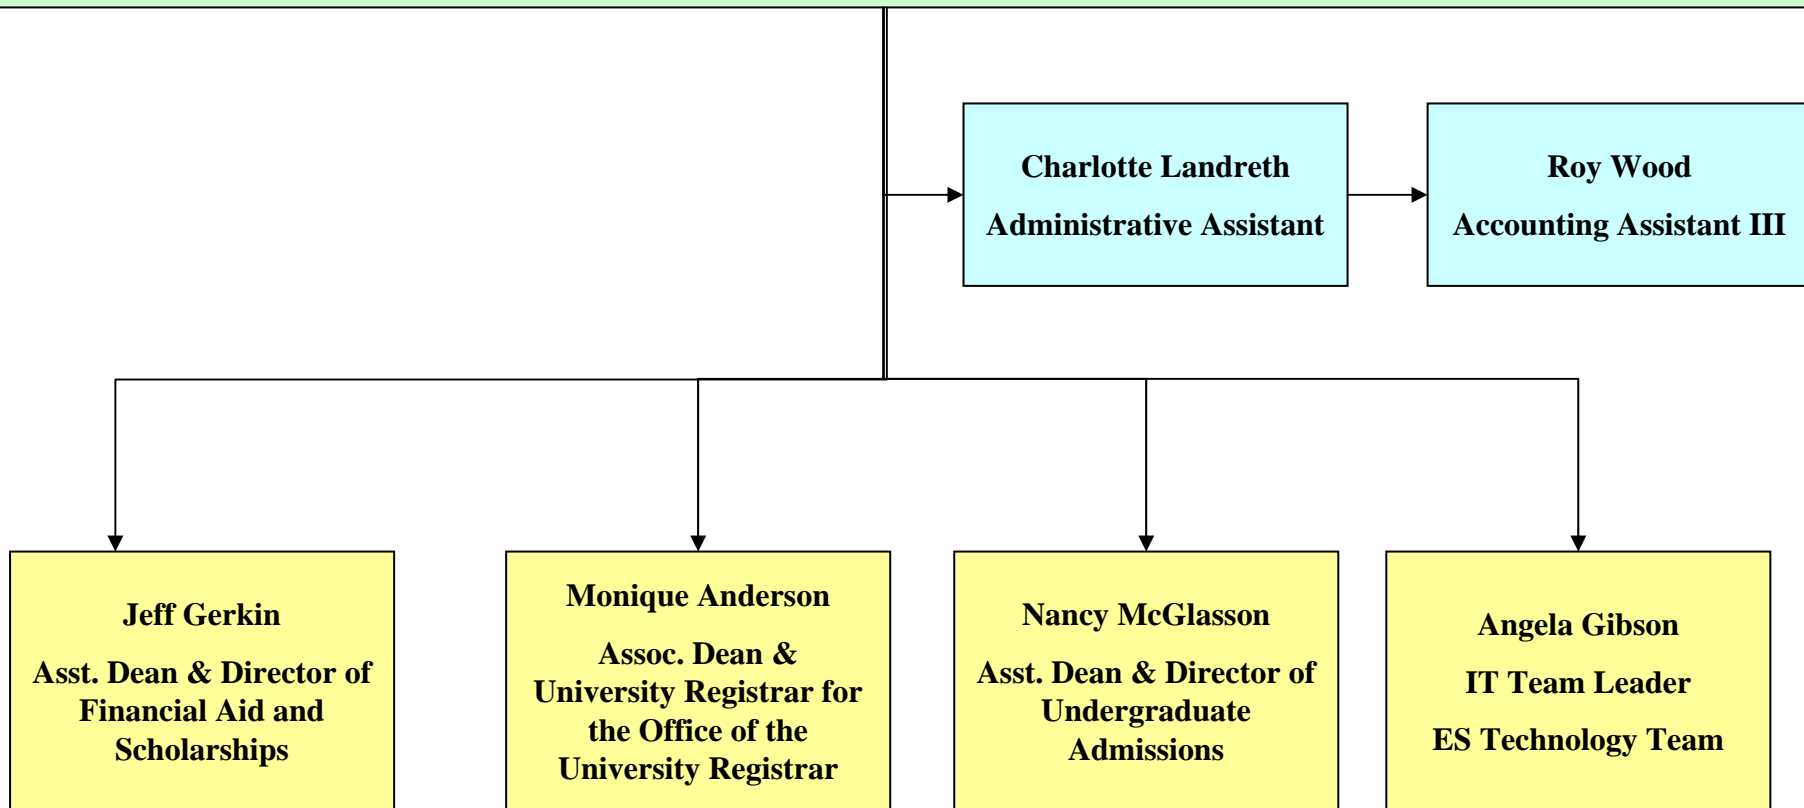 Charlotte Landreth
Administrative Assistant
Roy Wood
Accounting Assistant III
Jeff Gerkin
Asst. Dean & Director of
Financial Aid and
Scholarships
Monique Anderson
Assoc. Dean &
University Registrar for
the Office of the
University Registrar
Nancy McGlasson
Asst. Dean & Director of
Undergraduate
Admissions
Angela Gibson
IT Team Leader
ES Technology Team